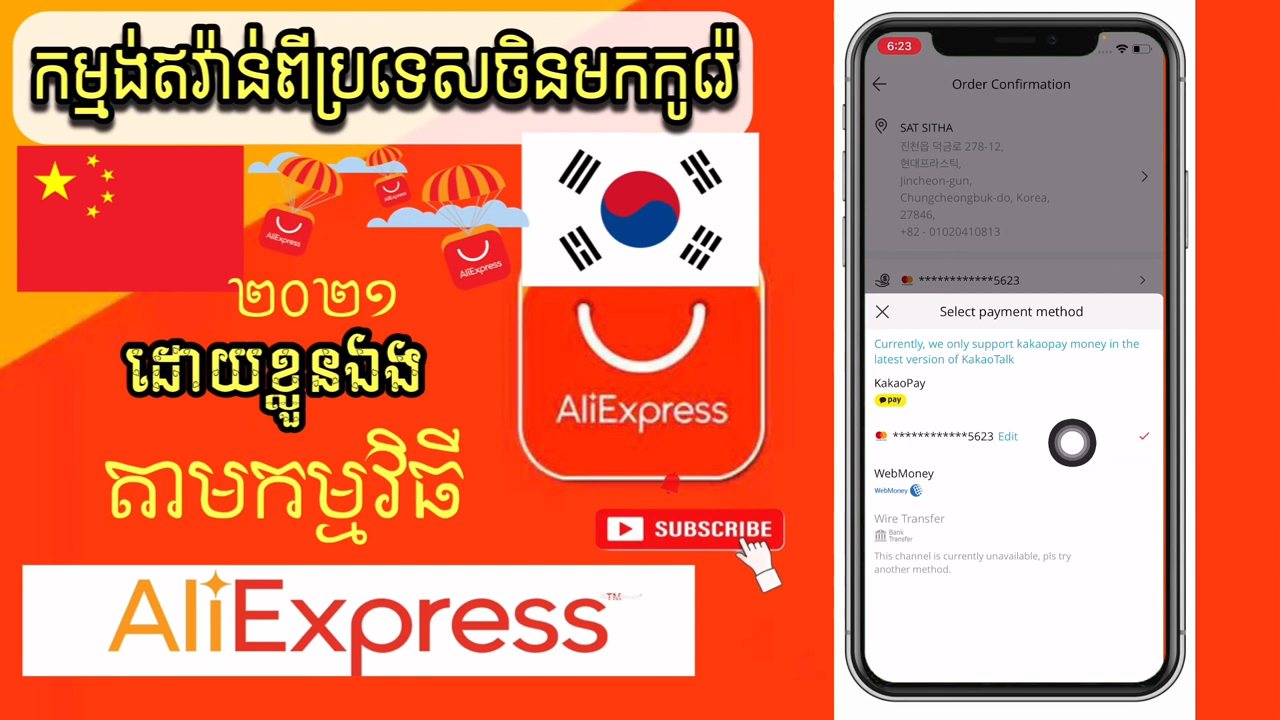 កម្មង់ឥវ៉ាន់ពីប្រទេសចិនមកកូរ៉េ
AliExpress
AliExpress
AliExpress
២០២១
ដោយខ្លួនឯង
តាមកម្មវិធី
AliExpress
SUBSCRIBE
AliExpress
TM
6:23
Order Confirmation
SAT SITHA
진천읍 덕금로 278-12,
현대프라스틱,
Jincheon-gun,
Chungcheongbuk-do, Korea,
27846,
+82 - 01020410813
************5623
Select payment method
Currently, we only support kakaopay money in the
latest version of KakaoTalk
KakaoPay
pay
************5623 Edit
WebMoney
WebMoney
Wire Transfer
Bank
Transfer
This channel is currently unavailable, pls try
another method.